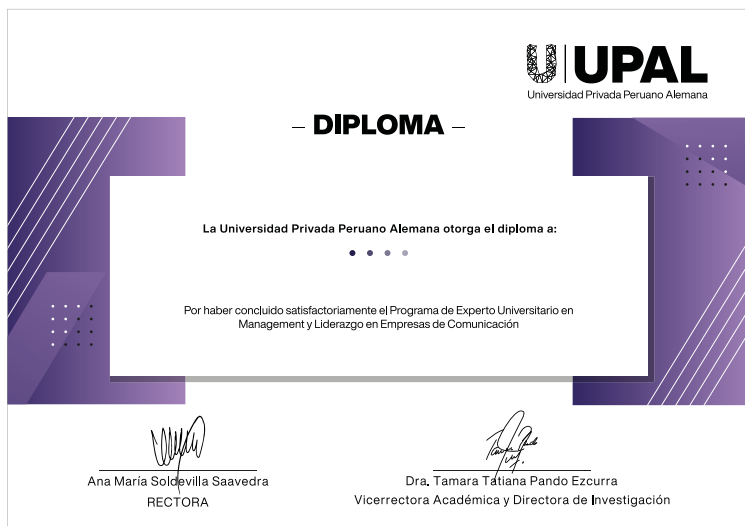 UPAL
Universidad Privada Peruano Alemana
– DIPLOMA –
La Universidad Privada Peruano Alemana otorga el diploma a:
Por haber concluido satisfactoriamente el Programa de Experto Universitario en
Management y Liderazgo en Empresas de Comunicación
Ana María Soldevilla Saavedra
RECTORA
Dra. Tamara Tatiana Pando Ezcurra
Vicerrectora Académica y Directora de Investigación